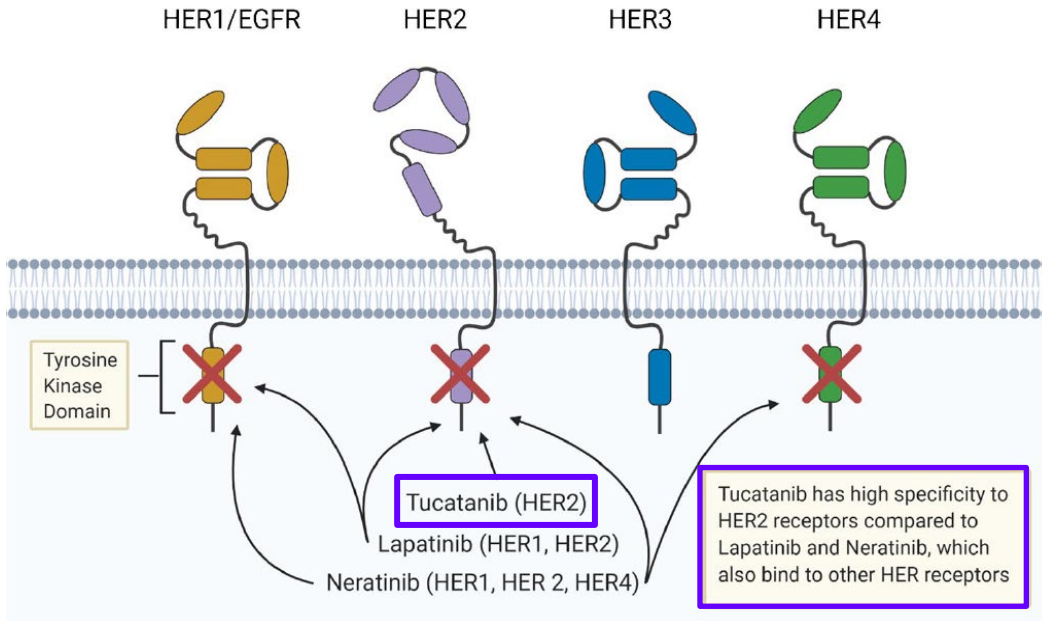 HER1/EGFR
HER2
HER3
HER4
Tyrosine
Kinase
Domain
Tucatanib (HER2)
Lapatinib (HER1, HER2)
Neratinib (HER1, HER 2, HER4)
Tucatanib has high specificity to
HER2 receptors compared to
Lapatinib and Neratinib, which
also bind to other HER receptors